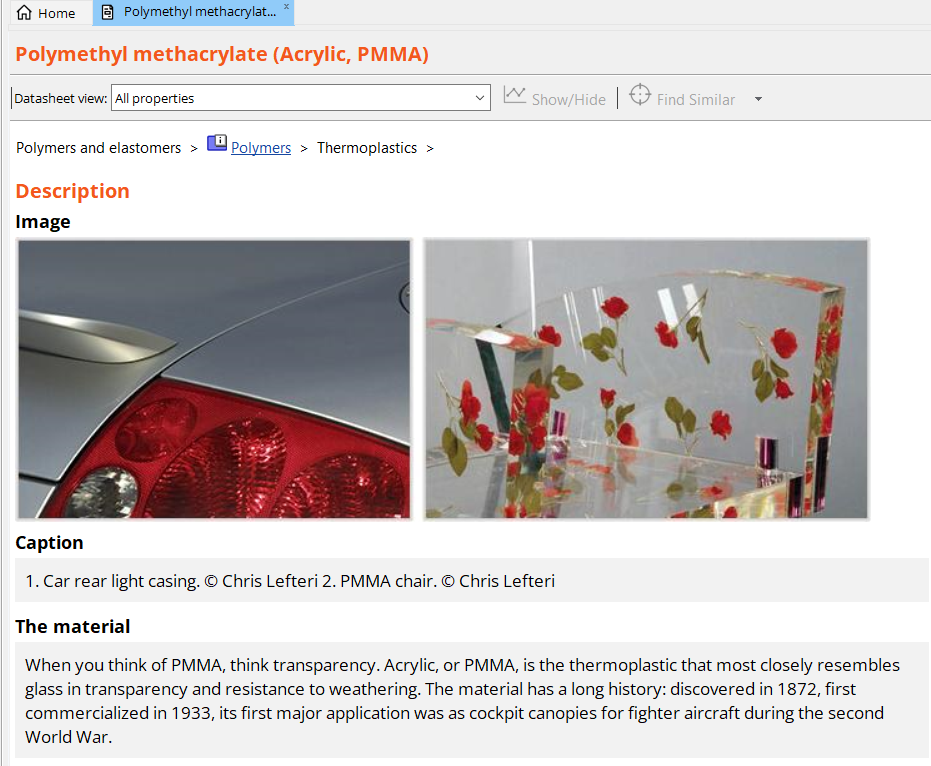 Home
Polymethyl methacrylat...
Polymethyl methacrylate (Acrylic, PMMA)
Datasheet view: All properties Show/Hide Find Similar
Polymers and elastomers > Polymers > Thermoplastics >
Description
Image
Caption
1. Car rear light casing. © Chris Lefteri 2. PMMA chair. © Chris Lefteri
The material
When you think of PMMA, think transparency. Acrylic, or PMMA, is the thermoplastic that most closely resembles
glass in transparency and resistance to weathering. The material has a long history: discovered in 1872, first
commercialized in 1933, its first major application was as cockpit canopies for fighter aircraft during the second
World War.